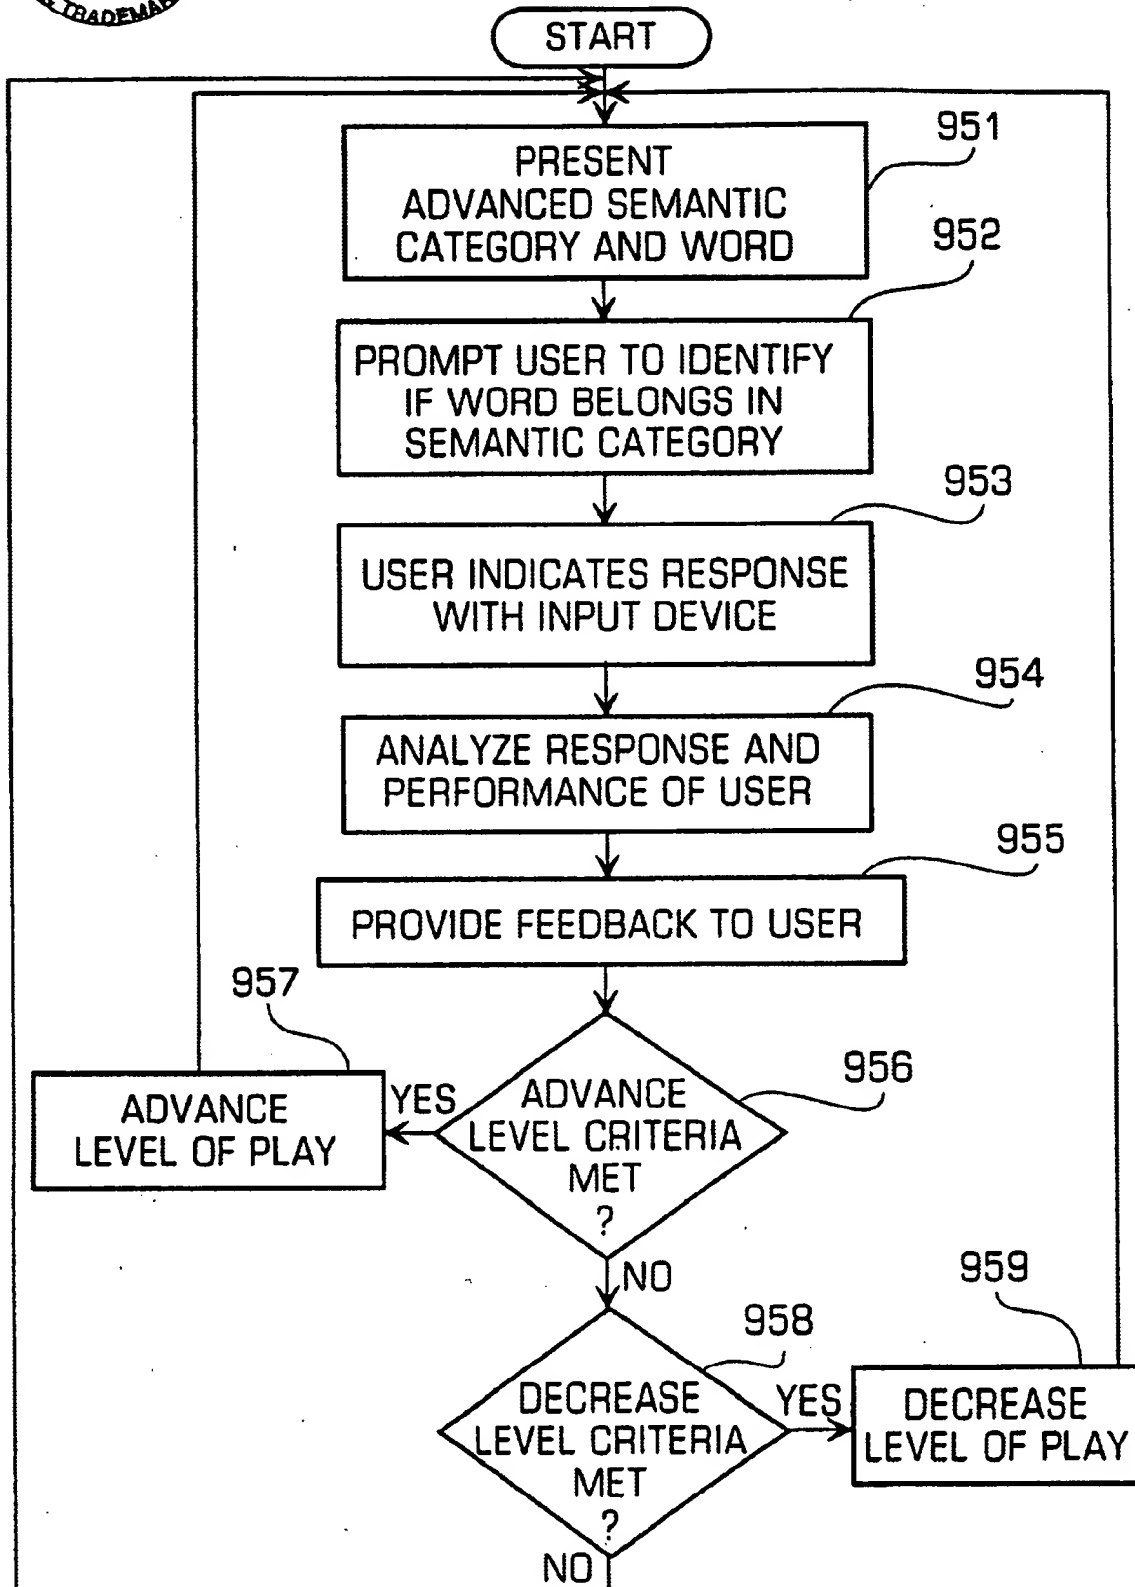 TRADEMAR
START
951
PRESENT
ADVANCED SEMANTIC
CATEGORY AND WORD
952
PROMPT USER TO IDENTIFY
IF WORD BELONGS IN
SEMANTIC CATEGORY
953
USER INDICATES RESPONSE
WITH INPUT DEVICE
954
ANALYZE RESPONSE AND
PERFORMANCE OF USER
955
PROVIDE FEEDBACK TO USER
957
ADVANCE
LEVEL OF PLAY
YES
956
ADVANCE
LEVEL CRITERIA
MET
?
NO
958
DECREASE
LEVEL CRITERIA
MET
?
YES
959
DECREASE
LEVEL OF PLAY
NO